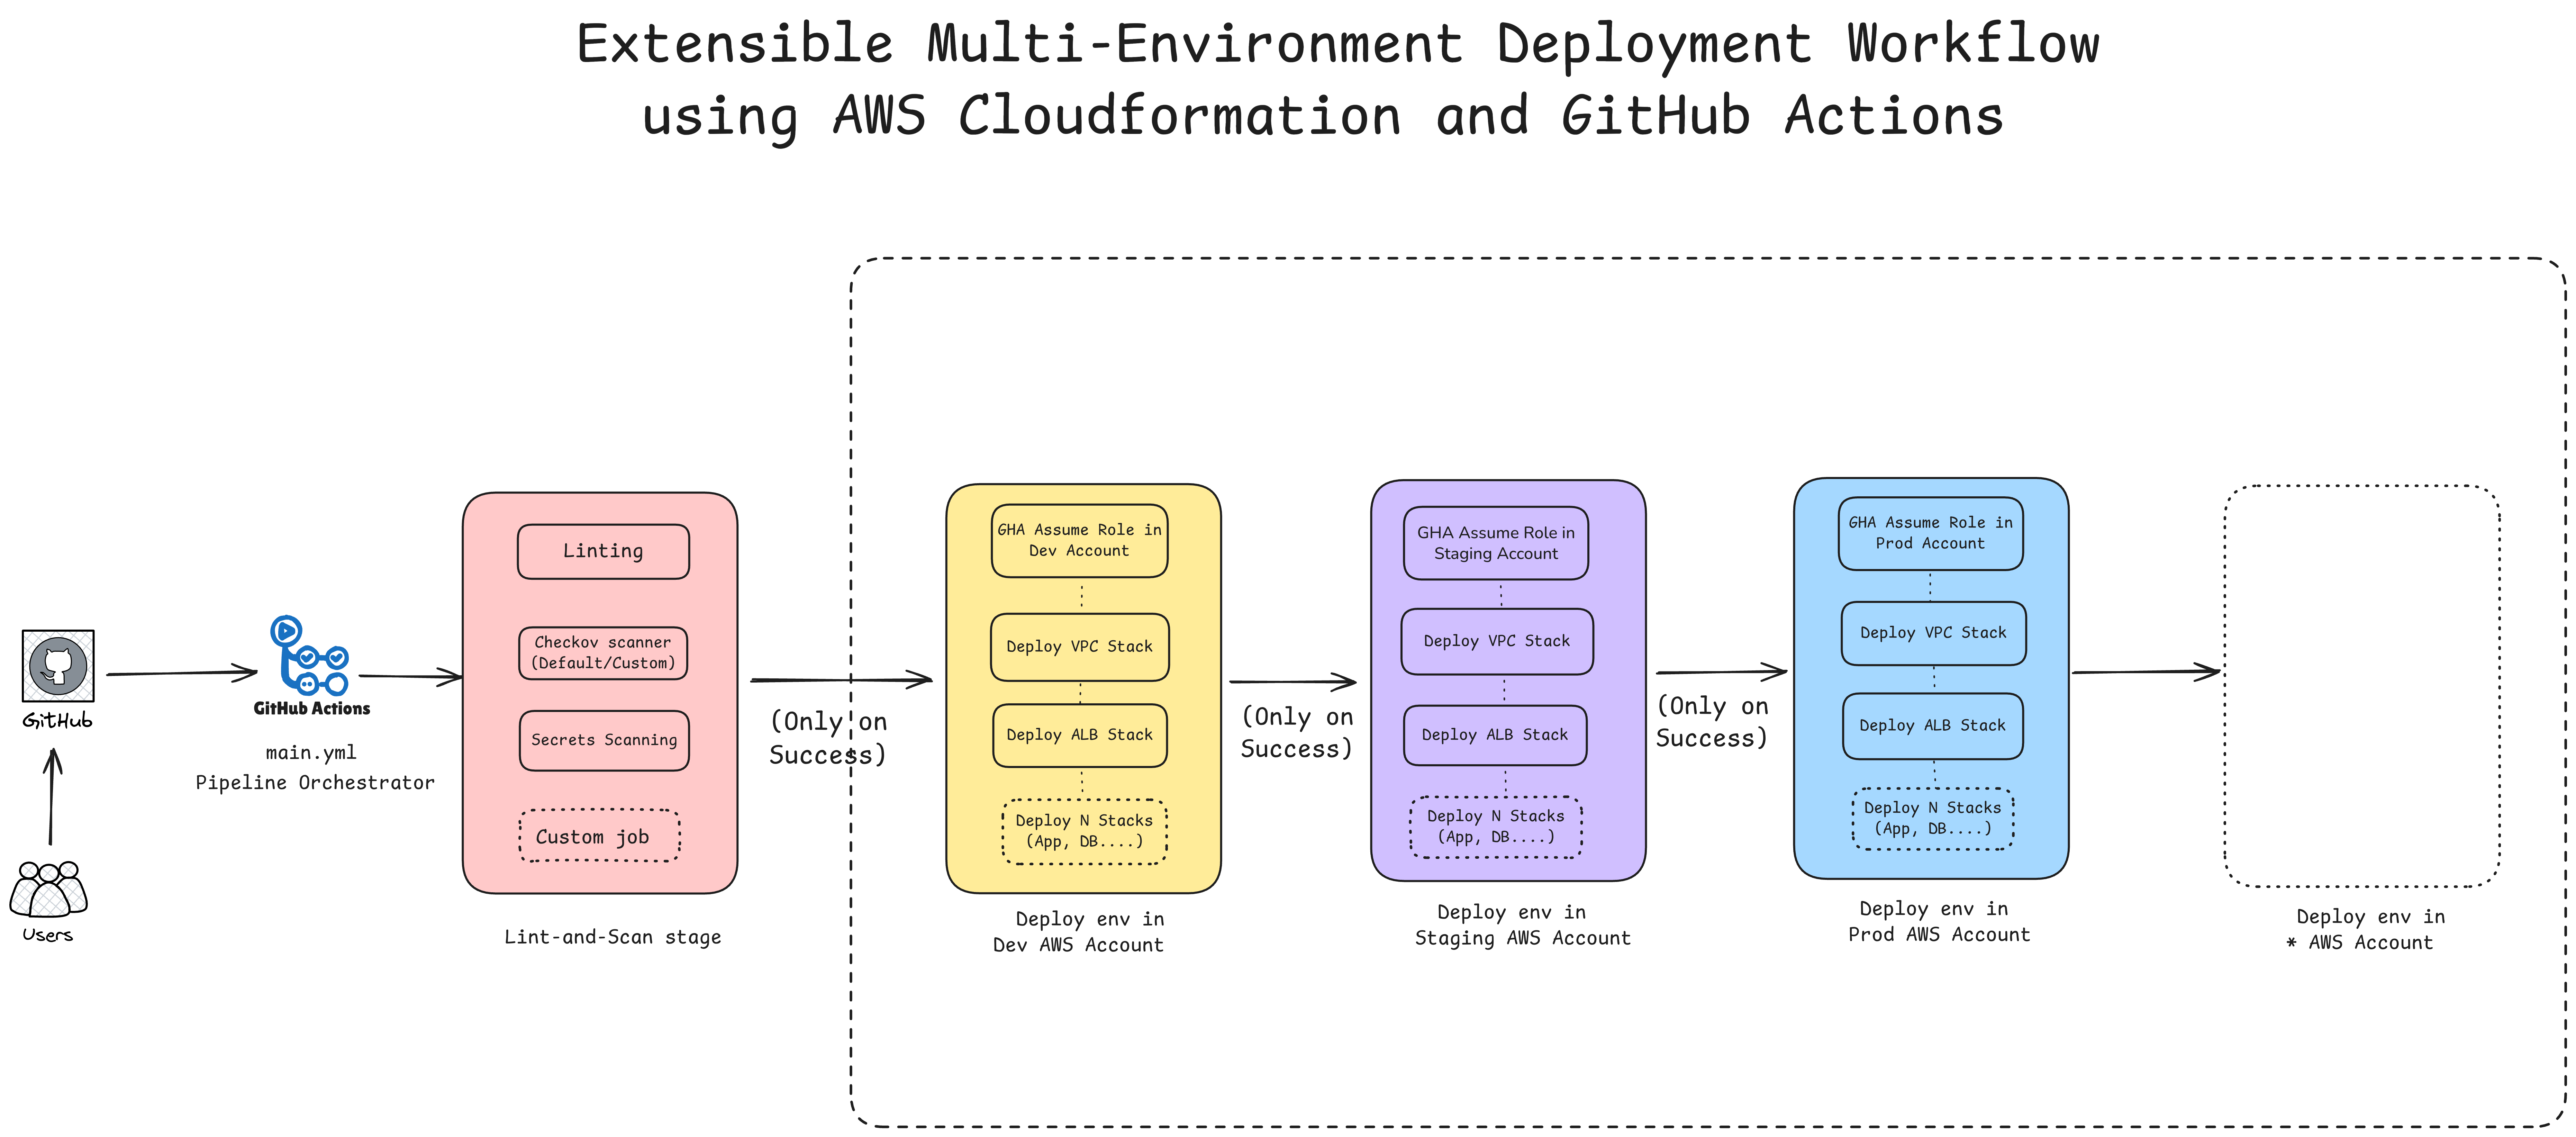 Extensible Multi-Environment Deployment Workflow
using AWS Cloudformation and GitHub Actions
GitHub
Users
GitHub Actions
main.yml
Pipeline Orchestrator
Linting
Checkov scanner
(Default/Custom)
Secrets Scanning
Custom job
Lint-and-Scan stage
(Only on
Success)
GHA Assume Role in
Dev Account
Deploy VPC Stack
Deploy ALB Stack
Deploy N Stacks
(App, DB....)
Deploy env in
Dev AWS Account
(Only on
Success)
GHA Assume Role in
Staging Account
Deploy VPC Stack
Deploy ALB Stack
Deploy N Stacks
(App, DB....)
Deploy env in
Staging AWS Account
(Only on
Success)
GHA Assume Role in
Prod Account
Deploy VPC Stack
Deploy ALB Stack
Deploy N Stacks
(App, DB....)
Deploy env in
Prod AWS Account
Deploy env in
* AWS Account